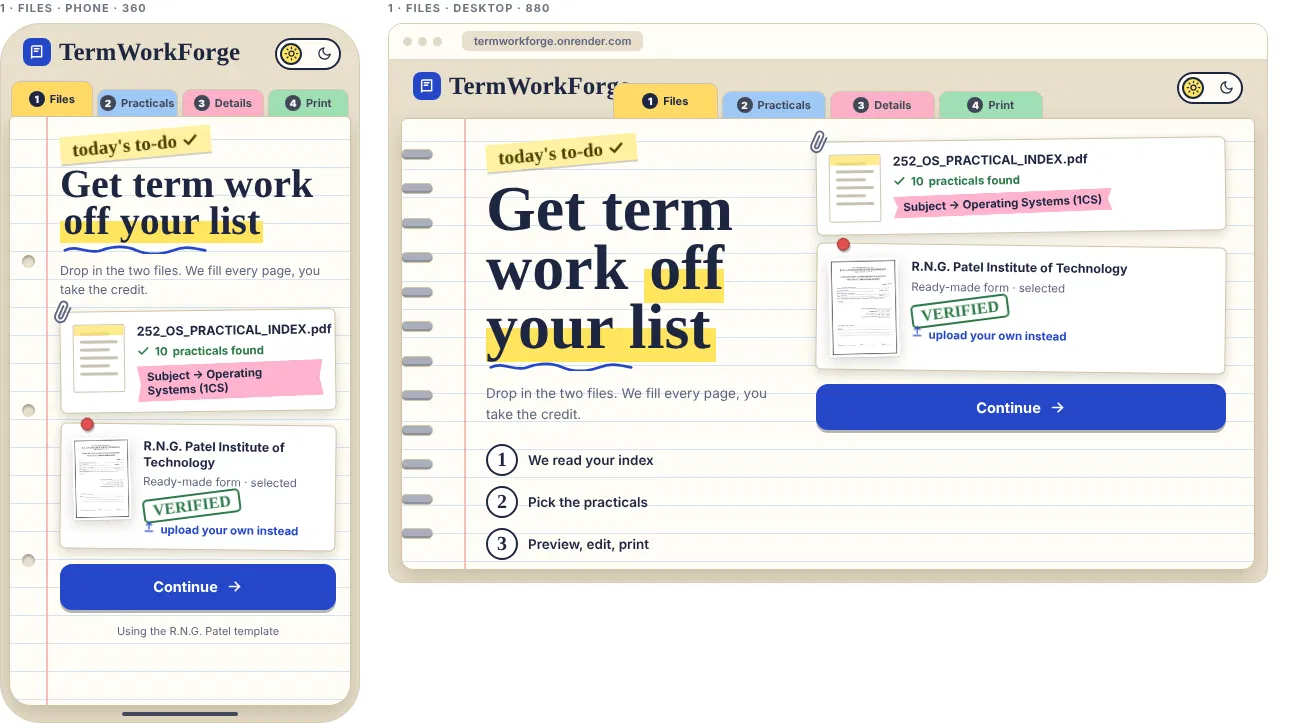 1 · FILES · PHONE · 360
TermWorkForge
1 Files
2 Practicals
3 Details
4 Print
today's to-do
Get term work
off your list
Drop in the two files. We fill every page, you
take the credit.
252_OS_PRACTICAL_INDEX.pdf
10 practicals found
Subject → Operating
Systems (1CS)
R.N.G. Patel Institute of
Technology
Ready-made form · selected
VERIFIED
upload your own instead
Continue →
Using the R.N.G. Patel template
1 · FILES · DESKTOP · 880
termworkforge.onrender.com
TermWorkForge
1 Files
2 Practicals
3 Details
4 Print
today's to-do
Get term
work off
your list
Drop in the two files. We fill every page, you
take the credit.
1 We read your index
2 Pick the practicals
3 Preview, edit, print
252_OS_PRACTICAL_INDEX.pdf
10 practicals found
Subject → Operating Systems (1CS)
R.N.G. Patel Institute of Technology
Ready-made form · selected
VERIFIED
upload your own instead
Continue →